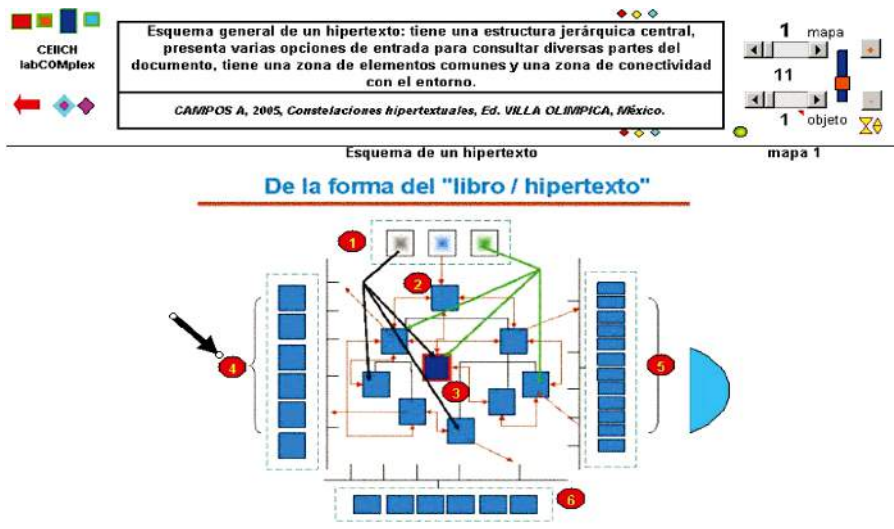 CEIICH
labCOMplex
Esquema general de un hipertexto: tiene una estructura jerárquica central,
presenta varias opciones de entrada para consultar diversas partes del
documento, tiene una zona de elementos comunes y una zona de conectividad
con el entorno.
CAMPOS A, 2005, Constelaciones hipertextuales, Ed. VILLA OLIMPICA, México.
1 mapa
11
1 objeto
Esquema de un hipertexto
mapa 1
De la forma del "libro / hipertexto"
1
2
3
4
5
6